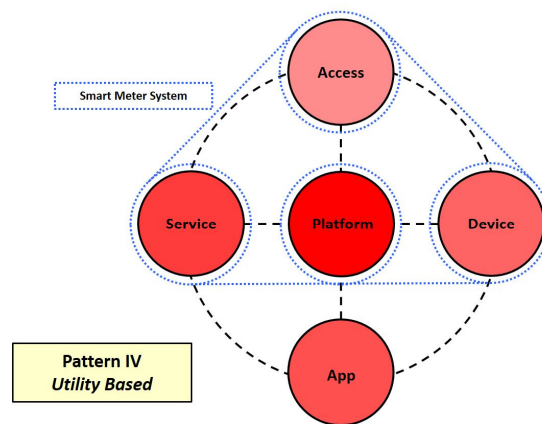 Access
Smart Meter System
Service
Platform
Device
Pattern IV
Utility Based
App